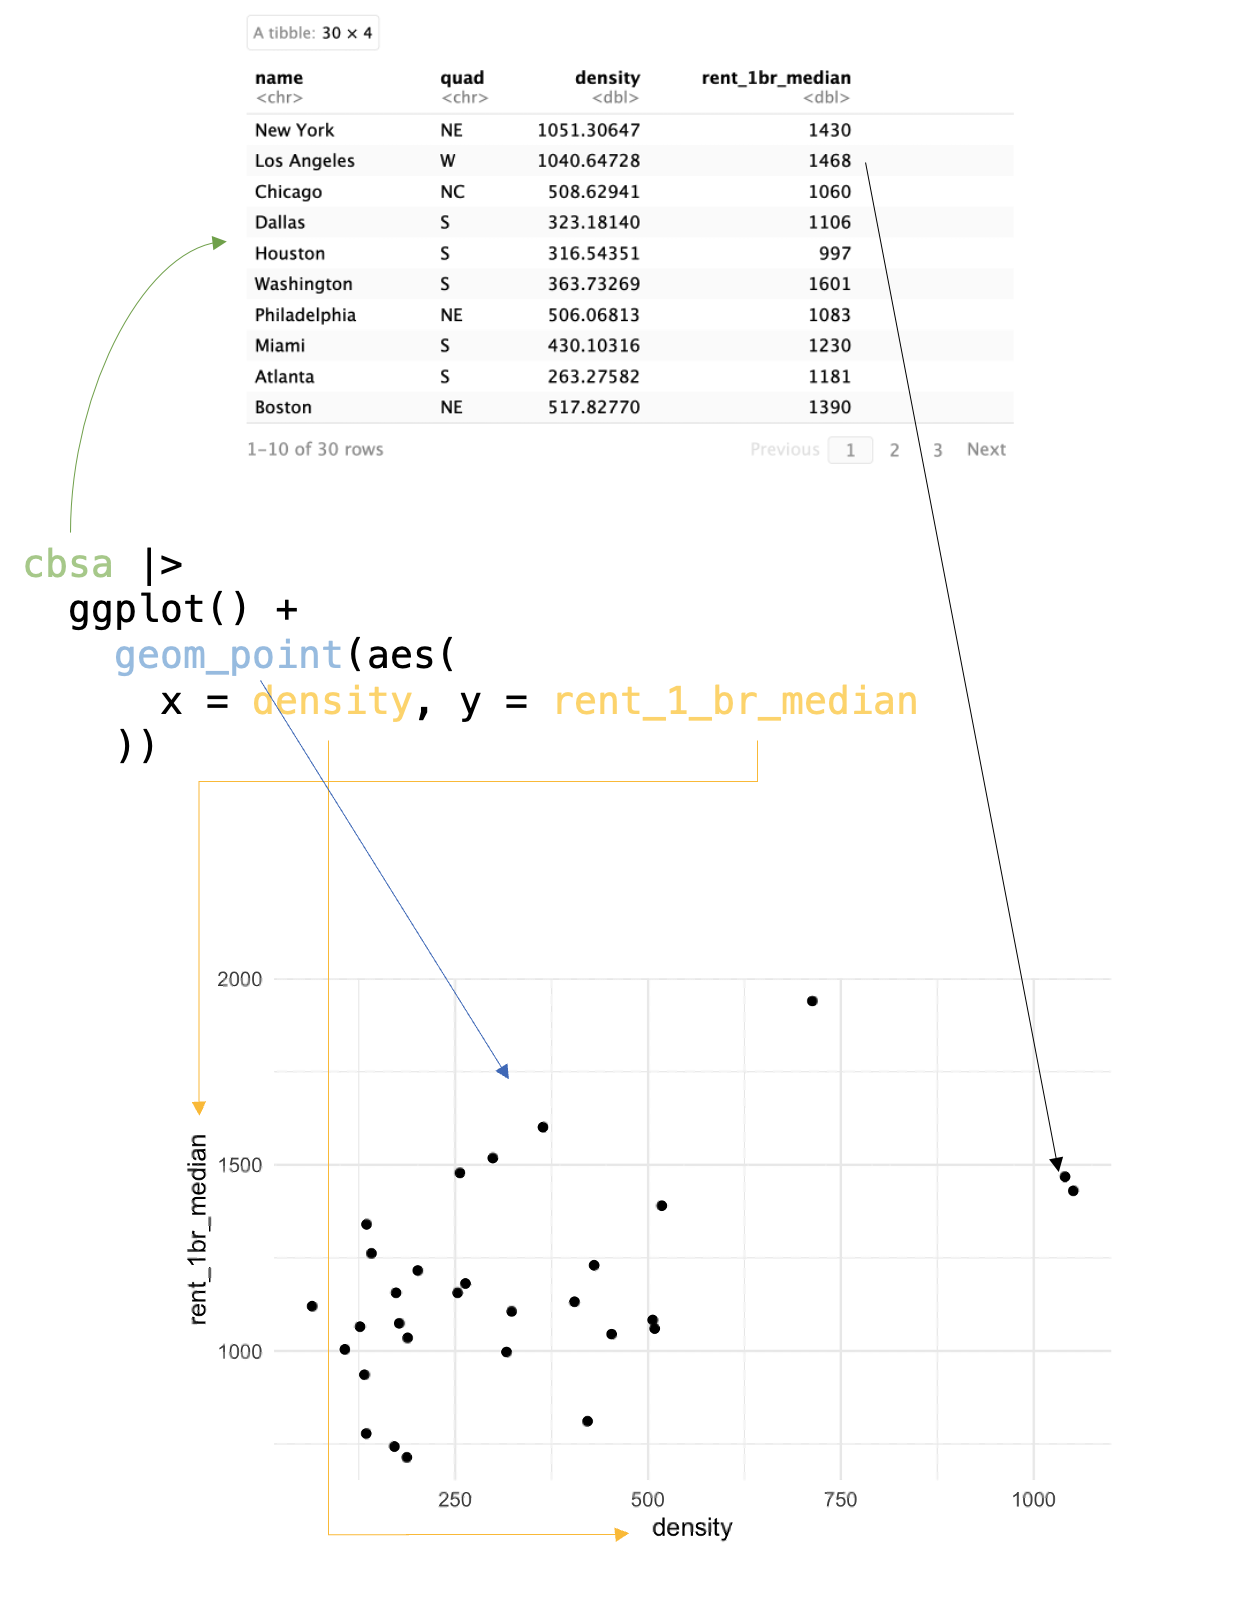 A tibble: 30 × 4
name quad density rent_1br_median
<chr> <chr> <dbl> <dbl>
New York NE 1051.30647 1430
Los Angeles W 1040.64728 1468
Chicago NC 508.62941 1060
Dallas S 323.18140 1106
Houston S 316.54351 997
Washington S 363.73269 1601
Philadelphia NE 506.06813 1083
Miami S 430.10316 1230
Atlanta S 263.27582 1181
Boston NE 517.82770 1390
1–10 of 30 rows Previous 1 2 3 Next
cbsa |>
ggplot() +
geom_point(aes(
x = density, y = rent_1_br_median
))
2000
1500
1000
rent_1br_median
250 500 750 1000
density